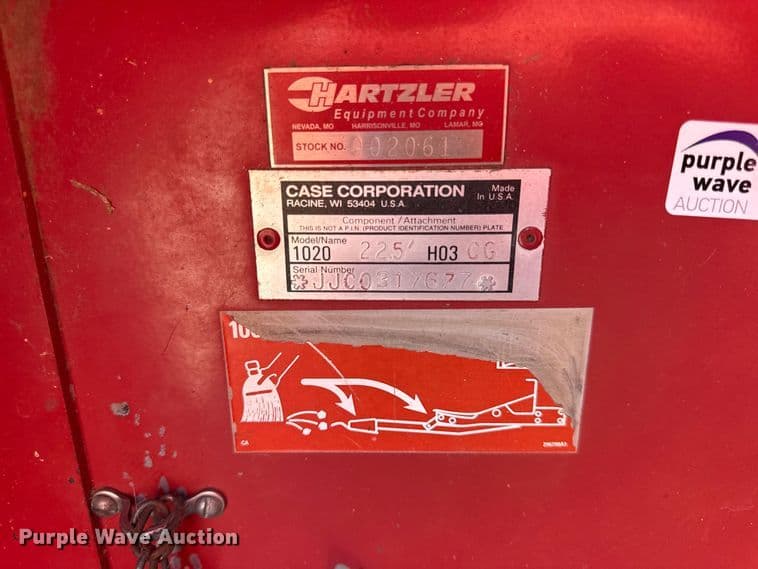 HARTZLER
Equipment Company
NEVADA, MO HARRISONVILLE, MO LAMAR, MO
STOCK NO. 002061
CASE CORPORATION Made
RACINE, WI 53404 U.S.A. In U.S.A.
Component/Attachment
THIS IS NOT A P.I.N. (PRODUCT IDENTIFICATION NUMBER) PLATE
Model/Name
1020 22.5' H03 CG
Serial Number
*JJC0317677*
purple
wave
AUCTION
CA
Purple Wave Auction